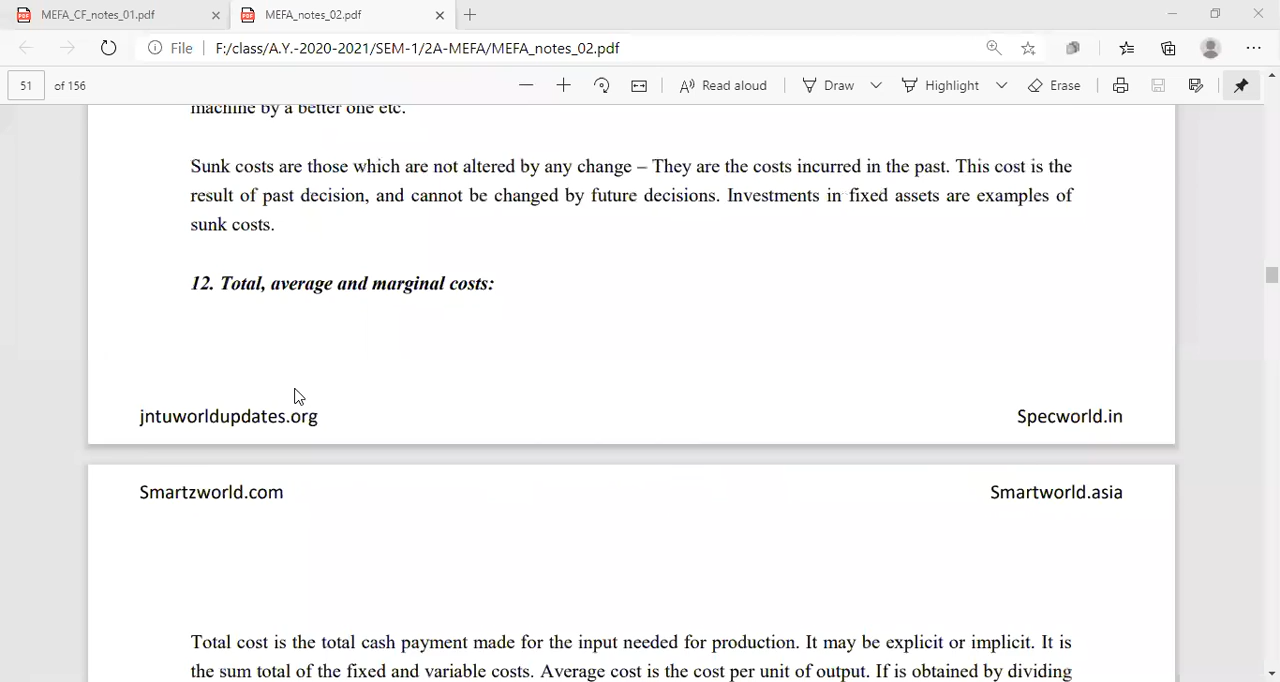 MEFA_CF_notes_01.pdf
MEFA_notes_02.pdf
File
F:/class/A.Y.-2020-2021/SEM-1/2A-MEFA/MEFA_notes_02.pdf
51 of 156
A Read aloud
Draw
Highlight
Erase
machine by a better one etc.
Sunk costs are those which are not altered by any change – They are the costs incurred in the past. This cost is the
result of past decision, and cannot be changed by future decisions. Investments in fixed assets are examples of
sunk costs.
12. Total, average and marginal costs:
jntuworldupdates.org
Specworld.in
Smartzworld.com
Smartworld.asia
Total cost is the total cash payment made for the input needed for production. It may be explicit or implicit. It is
the sum total of the fixed and variable costs. Average cost is the cost per unit of output. If is obtained by dividing